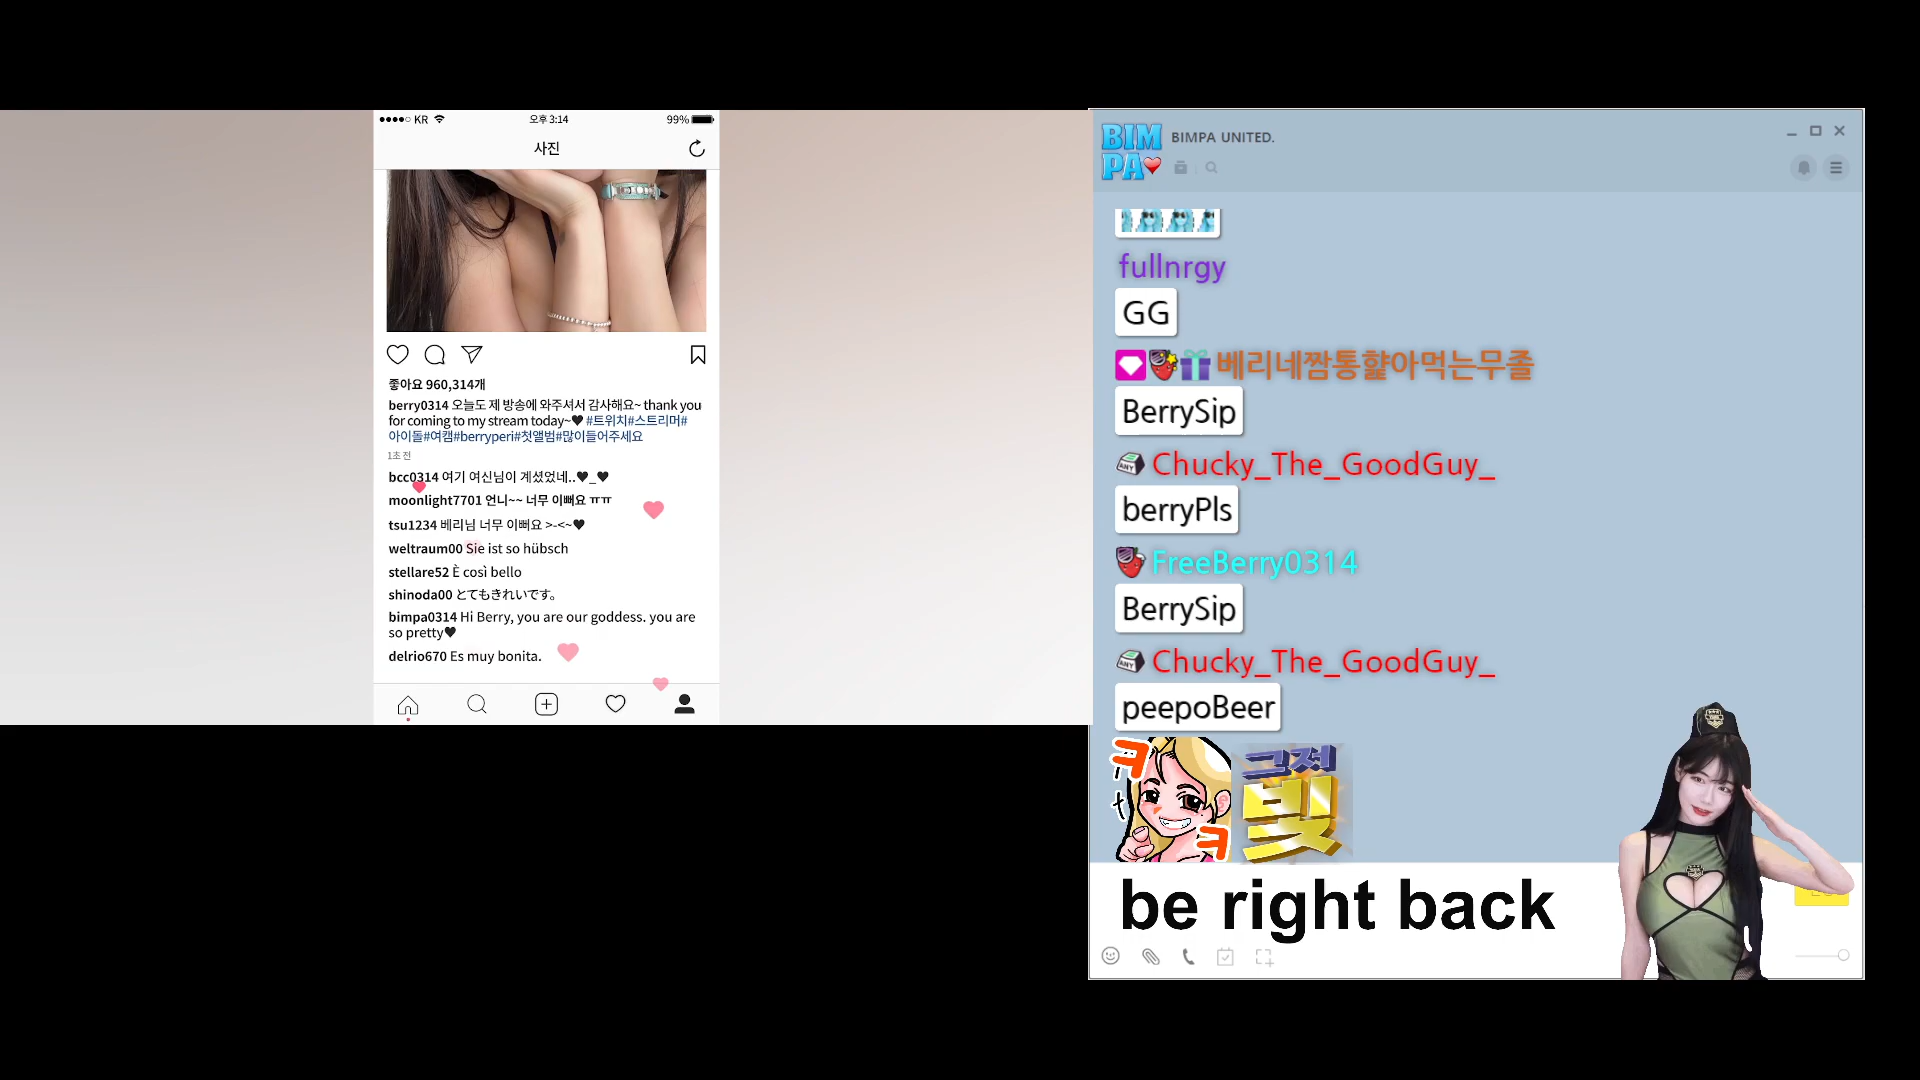 KR
오후 3:14
99%
사진
좋아요 960,314개
berry0314 오늘도 제 방송에 와주셔서 감사해요~ thank you
for coming to my stream today~♥ #트위치#스트리머#
아이돌#여캠#berryperi#첫앨범#많이들어주세요
1초 전
bcc0314 여기 여신님이 계셨었네..♥_♥
moonlight7701 언니~~ 너무 이뻐요 ㅠㅠ
tsu1234 베리님 너무 이뻐요 >-<~♥
weltraum00 Sie ist so hübsch
stellare52 È così bello
shinoda00 とてもきれいです。
bimpa0314 Hi Berry, you are our goddess. you are
so pretty♥
delrio670 Es muy bonita.
BIM
PA
BIMPA UNITED.
fullnrgy
GG
베리네짬통햝아먹는무졸
BerrySip
ANY
Chucky_The_GoodGuy_
berryPls
FreeBerry0314
BerrySip
ANY
Chucky_The_GoodGuy_
peepoBeer
ㅋ
ㅋ
그저
빛
be right back